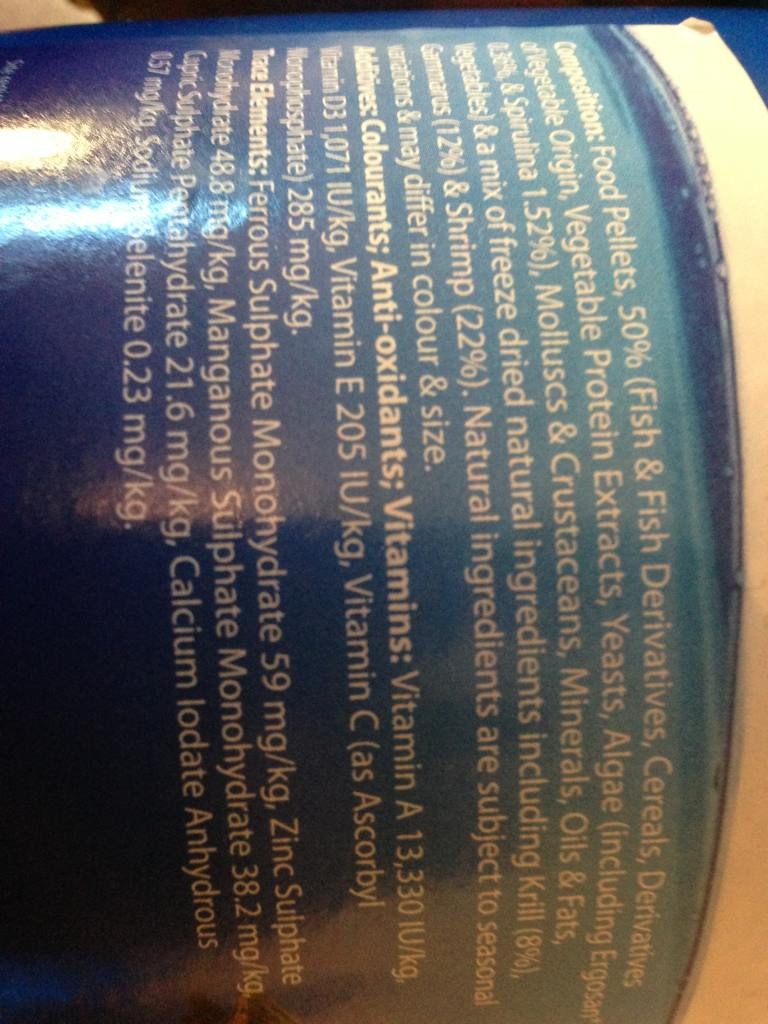 Composition: Food Pellets, 50% (Fish & Fish Derivatives, Cereals, Derivatives
of Vegetable Origin, Vegetable Protein Extracts, Yeasts, Algae (including Ergosan™
0.38%, & Spirulina 1.52%), Molluscs & Crustaceans, Minerals, Oils & Fats,
Vegetables) & a mix of freeze dried natural ingredients including Krill (8%),
Gammarus (12%) & Shrimp (22%). Natural ingredients are subject to seasonal
variations & may differ in colour & size.
Additives: Colourants; Anti-oxidants; Vitamins: Vitamin A 13,330 IU/kg,
Vitamin D3 1,071 IU/kg, Vitamin E 205 IU/kg, Vitamin C (as Ascorbyl
Monophosphate) 285 mg/kg.
Trace Elements: Ferrous Sulphate Monohydrate 59 mg/kg, Zinc Sulphate
Monohydrate 48.8 mg/kg, Manganous Sulphate Monohydrate 38.2 mg/kg,
Cupric Sulphate Pentahydrate 21.6 mg/kg, Calcium Iodate Anhydrous
0.57 mg/kg, Sodium Selenite 0.23 mg/kg.